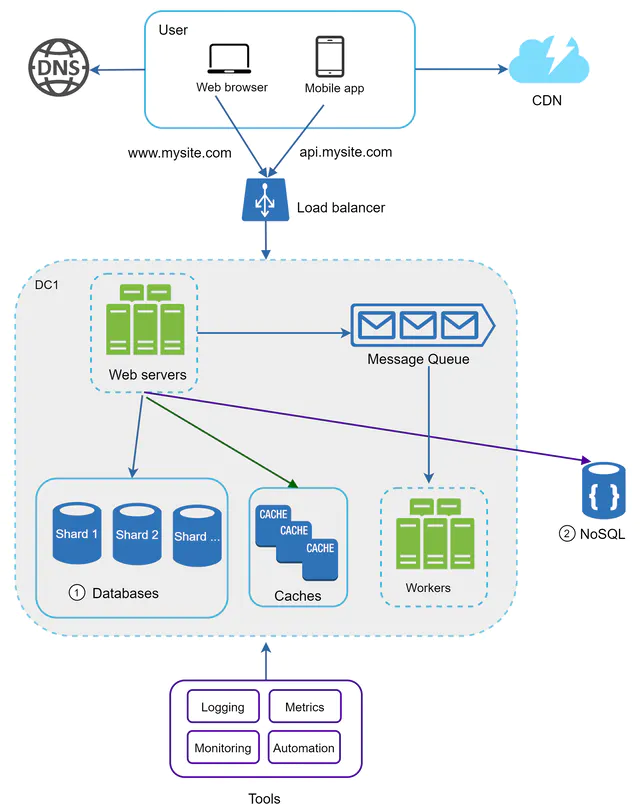 User
DNS
Web browser
Mobile app
CDN
www.mysite.com
api.mysite.com
Load balancer
DC1
Web servers
Message Queue
Shard 1
Shard 2
Shard ...
1 Databases
CACHE
CACHE
CACHE
Caches
Workers
{ }
2 NoSQL
Logging
Metrics
Monitoring
Automation
Tools